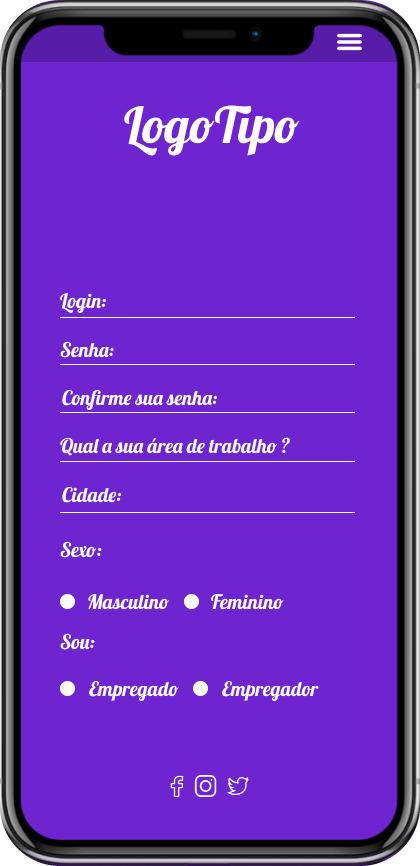 LogoTipo
Login:
Senha:
Confirme sua senha:
Qual a sua área de trabalho ?
Cidade:
Sexo:
Masculino Feminino
Sou:
Empregado Empregador